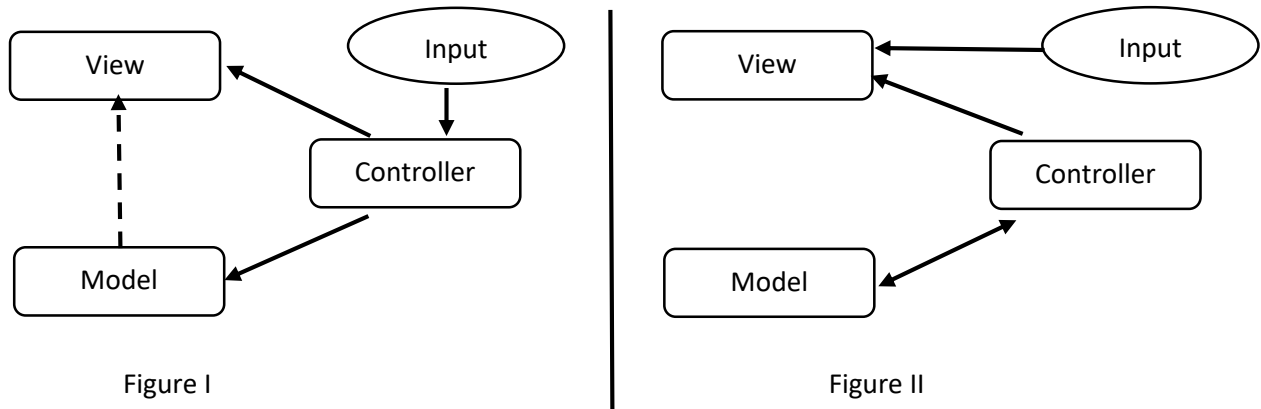 View
Input
Controller
Model
Figure I
View
Input
Controller
Model
Figure II